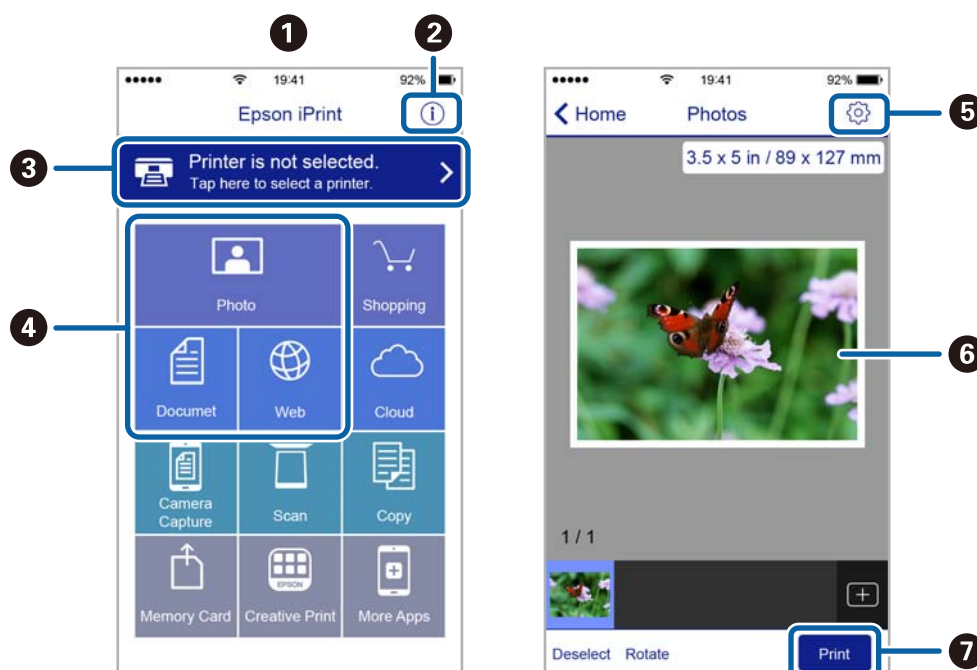 1
2
19:41 92%
Epson iPrint
3
Printer is not selected.
Tap here to select a printer.
4
Photo
Shopping
Documet
Web
Cloud
Camera
Capture
Scan
Copy
EPSON
Memory Card
Creative Print
More Apps
19:41 92%
Home Photos
5
3.5 x 5 in / 89 x 127 mm
6
1 / 1
Deselect Rotate Print
7